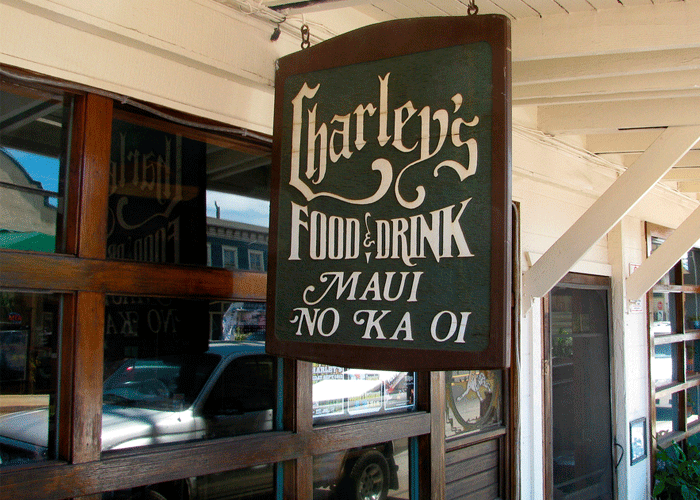 Charley's
FOOD & DRINK
MAUI
NO KA OI